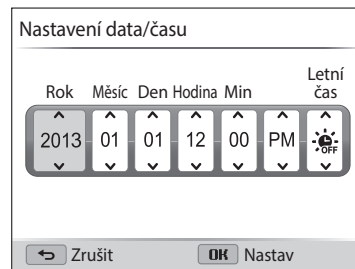 Nastavení data/času
Letní
Rok Měsíc Den Hodina Min čas
2013 01 01 12 00 PM OFF
Zrušit OK Nastav